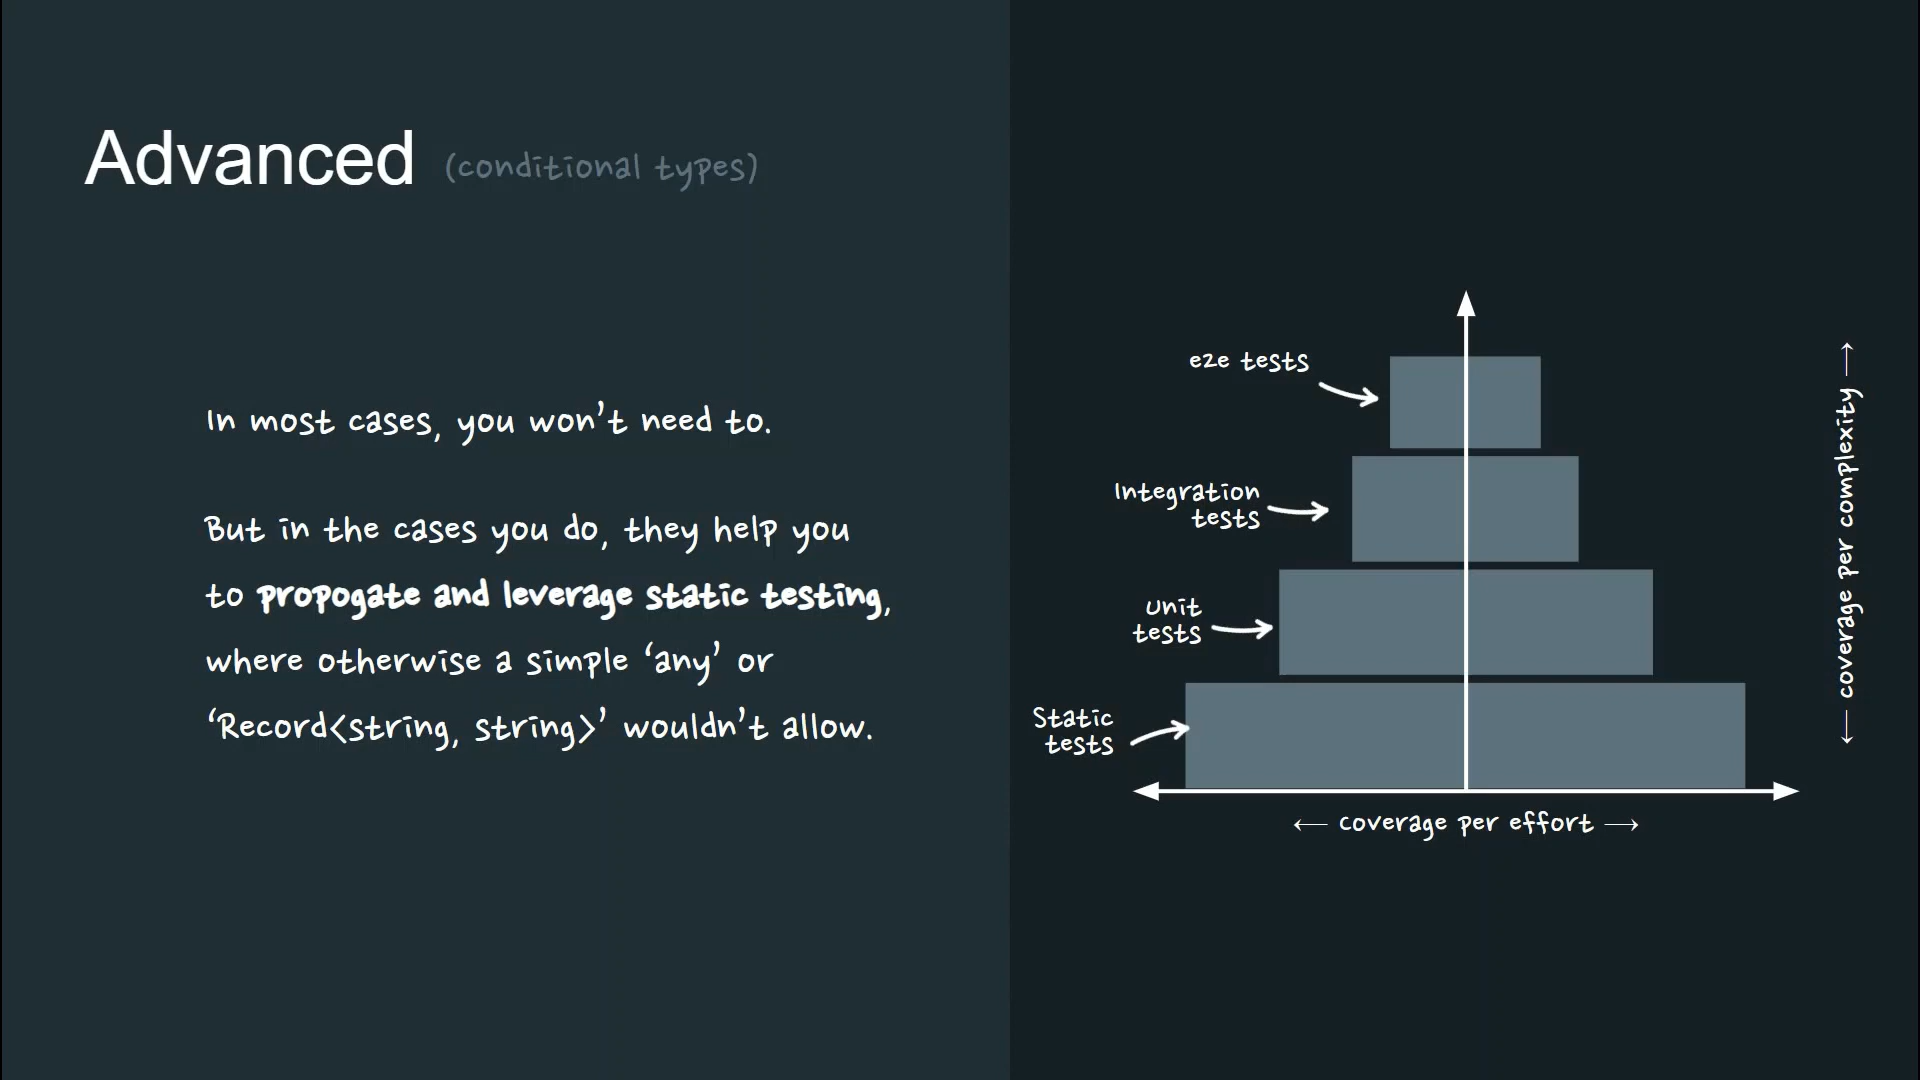 Advanced (conditional types)
In most cases, you won't need to.
But in the cases you do, they help you
to propogate and leverage static testing,
where otherwise a simple ‘any’ or
‘Record<string, string>’ wouldn't allow.
e2e tests
Integration
tests
unit
tests
Static
tests
← coverage per effort →
← coverage per complexity →